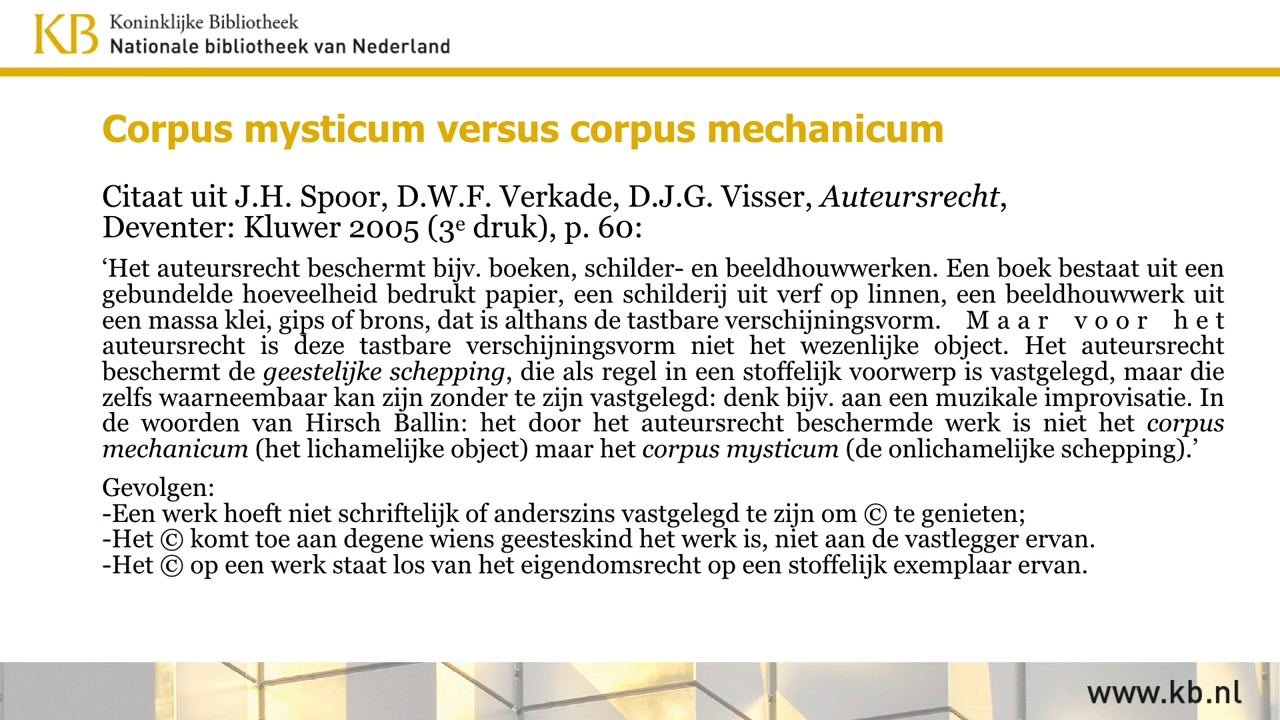 KB Koninklijke Bibliotheek
Nationale bibliotheek van Nederland
Corpus mysticum versus corpus mechanicum
Citaat uit J.H. Spoor, D.W.F. Verkade, D.J.G. Visser, Auteursrecht,
Deventer: Kluwer 2005 (3e druk), p. 60:
‘Het auteursrecht beschermt bijv. boeken, schilder- en beeldhouwwerken. Een boek bestaat uit een
gebundelde hoeveelheid bedrukt papier, een schilderij uit verf op linnen, een beeldhouwwerk uit
een massa klei, gips of brons, dat is althans de tastbare verschijningsvorm. Maar voor het
auteursrecht is deze tastbare verschijningsvorm niet het wezenlijke object. Het auteursrecht
beschermt de geestelijke schepping, die als regel in een stoffelijk voorwerp is vastgelegd, maar die
zelfs waarneembaar kan zijn zonder te zijn vastgelegd: denk bijv. aan een muzikale improvisatie. In
de woorden van Hirsch Ballin: het door het auteursrecht beschermde werk is niet het corpus
mechanicum (het lichamelijke object) maar het corpus mysticum (de onlichamelijke schepping).’
Gevolgen:
-Een werk hoeft niet schriftelijk of anderszins vastgelegd te zijn om © te genieten;
-Het © komt toe aan degene wiens geesteskind het werk is, niet aan de vastlegger ervan.
-Het © op een werk staat los van het eigendomsrecht op een stoffelijk exemplaar ervan.
www.kb.nl